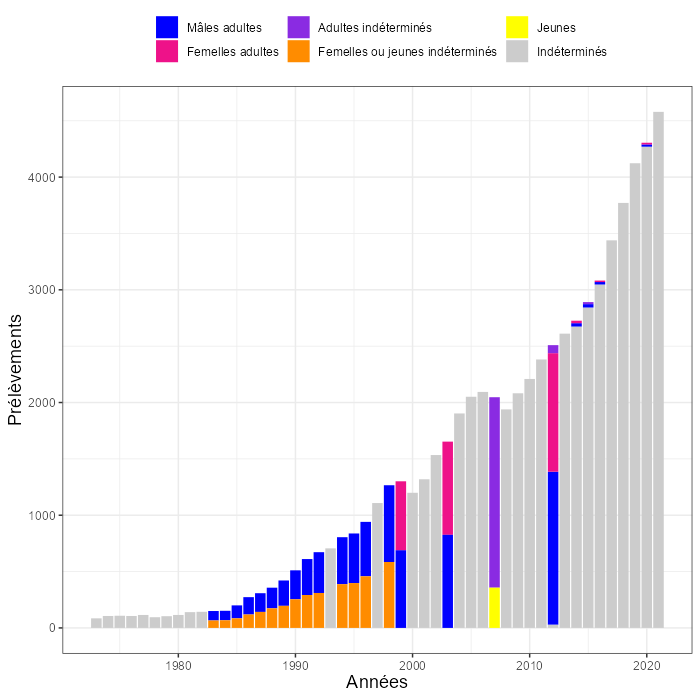 Mâles adultes
Adultes indéterminés
Jeunes
Femelles adultes
Femelles ou jeunes indéterminés
Indéterminés
Prélèvements
4000
3000
2000
1000
0
1980
1990
2000
2010
2020
Années